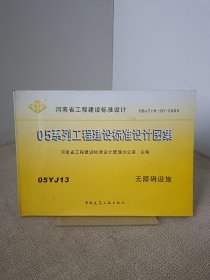 河南省工程建设标准设计
DBJT19-20-2005
05系列工程建设标准设计图集
河南省工程建设标准设计管理办公室 主编
05YJ13
无障碍设施
中国建筑工业出版社